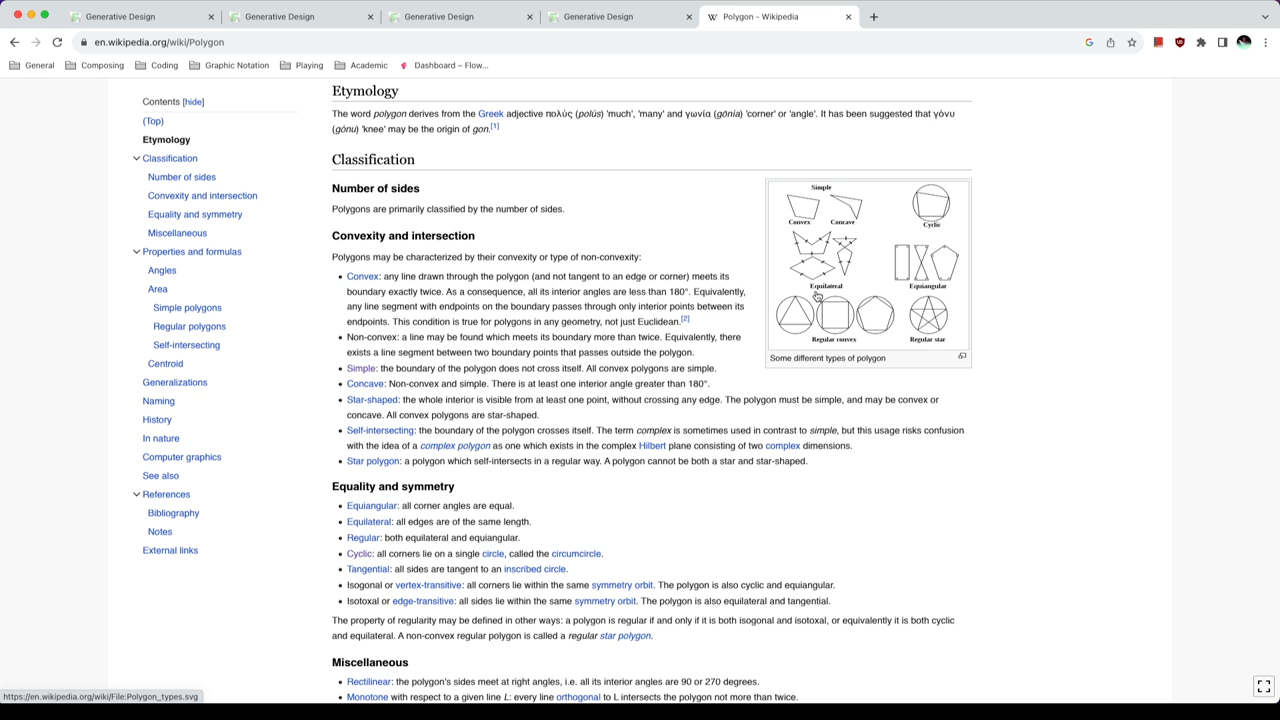 Generative Design
Generative Design
Generative Design
Generative Design
Polygon - Wikipedia
en.wikipedia.org/wiki/Polygon
General Composing Coding Graphic Notation Playing Academic Dashboard – Flow...
Contents [hide]
(Top)
Etymology
Classification
Number of sides
Convexity and intersection
Equality and symmetry
Miscellaneous
Properties and formulas
Angles
Area
Simple polygons
Regular polygons
Self-intersecting
Centroid
Generalizations
Naming
History
In nature
Computer graphics
See also
References
Bibliography
Notes
External links
Etymology
The word polygon derives from the Greek adjective πολύς (polús) 'much', 'many' and γωνία (gōnía) 'corner' or 'angle'. It has been suggested that γόνυ
(gónu) 'knee' may be the origin of gon.[1]
Classification
Number of sides
Polygons are primarily classified by the number of sides.
Convexity and intersection
Polygons may be characterized by their convexity or type of non-convexity:
• Convex: any line drawn through the polygon (and not tangent to an edge or corner) meets its
boundary exactly twice. As a consequence, all its interior angles are less than 180°. Equivalently,
any line segment with endpoints on the boundary passes through only interior points between its
endpoints. This condition is true for polygons in any geometry, not just Euclidean.[2]
• Non-convex: a line may be found which meets its boundary more than twice. Equivalently, there
exists a line segment between two boundary points that passes outside the polygon.
• Simple: the boundary of the polygon does not cross itself. All convex polygons are simple.
• Concave: Non-convex and simple. There is at least one interior angle greater than 180°.
• Star-shaped: the whole interior is visible from at least one point, without crossing any edge. The polygon must be simple, and may be convex or
concave. All convex polygons are star-shaped.
• Self-intersecting: the boundary of the polygon crosses itself. The term complex is sometimes used in contrast to simple, but this usage risks confusion
with the idea of a complex polygon as one which exists in the complex Hilbert plane consisting of two complex dimensions.
• Star polygon: a polygon which self-intersects in a regular way. A polygon cannot be both a star and star-shaped.
Simple
Convex Concave
Cyclic
Equilateral
Equiangular
Regular convex
Regular star
Some different types of polygon
Equality and symmetry
• Equiangular: all corner angles are equal.
• Equilateral: all edges are of the same length.
• Regular: both equilateral and equiangular.
• Cyclic: all corners lie on a single circle, called the circumcircle.
• Tangential: all sides are tangent to an inscribed circle.
• Isogonal or vertex-transitive: all corners lie within the same symmetry orbit. The polygon is also cyclic and equiangular.
• Isotoxal or edge-transitive: all sides lie within the same symmetry orbit. The polygon is also equilateral and tangential.
The property of regularity may be defined in other ways: a polygon is regular if and only if it is both isogonal and isotoxal, or equivalently it is both cyclic
and equilateral. A non-convex regular polygon is called a regular star polygon.
Miscellaneous
• Rectilinear: the polygon's sides meet at right angles, i.e. all its interior angles are 90 or 270 degrees.
• Monotone with respect to a given line L: every line orthogonal to L intersects the polygon not more than twice.
https://en.wikipedia.org/wiki/File:Polygon_types.svg